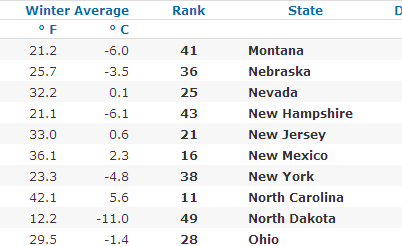 Winter Average Rank State D
° F ° C
21.2 -6.0 41 Montana
25.7 -3.5 36 Nebraska
32.2 0.1 25 Nevada
21.1 -6.1 43 New Hampshire
33.0 0.6 21 New Jersey
36.1 2.3 16 New Mexico
23.3 -4.8 38 New York
42.1 5.6 11 North Carolina
12.2 -11.0 49 North Dakota
29.5 -1.4 28 Ohio